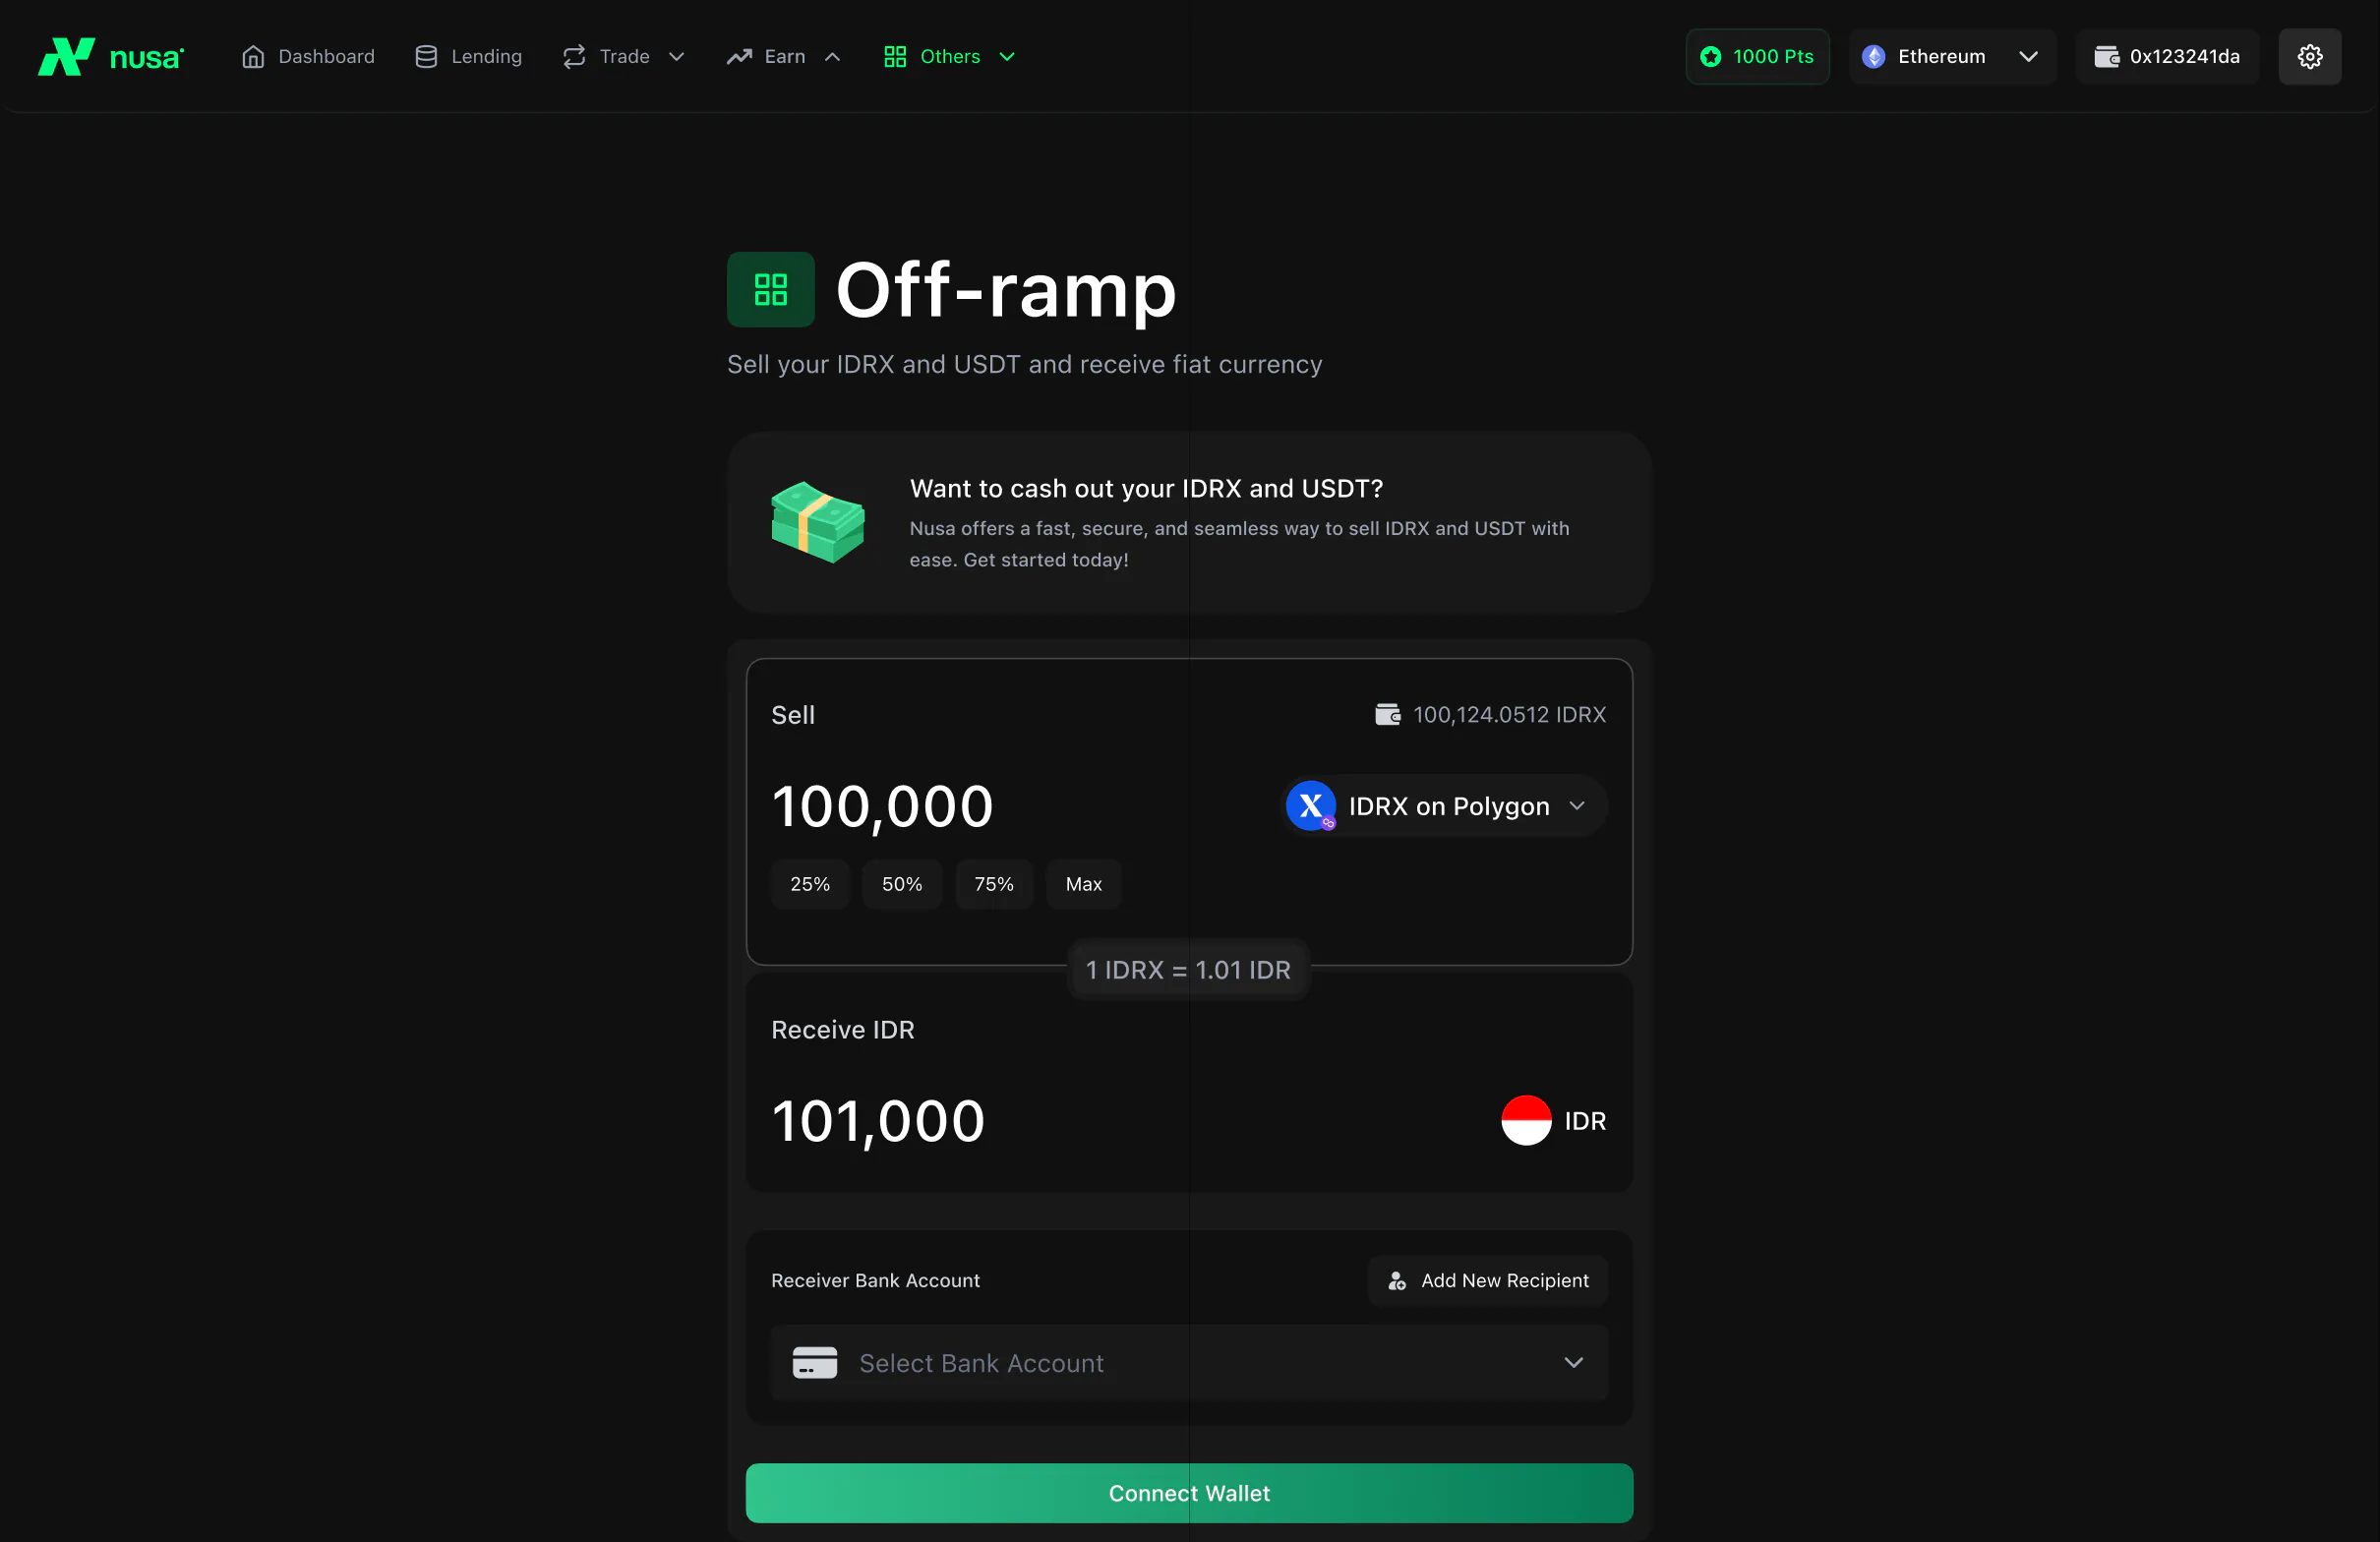 nusa
Dashboard
Lending
Trade
Earn
Others
1000 Pts
Ethereum
0x123241da
Off-ramp
Sell your IDRX and USDT and receive fiat currency
Want to cash out your IDRX and USDT?
Nusa offers a fast, secure, and seamless way to sell IDRX and USDT with
ease. Get started today!
Sell
100,124.0512 IDRX
100,000
X
IDRX on Polygon
25%
50%
75%
Max
1 IDRX = 1.01 IDR
Receive IDR
101,000
IDR
Receiver Bank Account
Add New Recipient
Select Bank Account
Connect Wallet